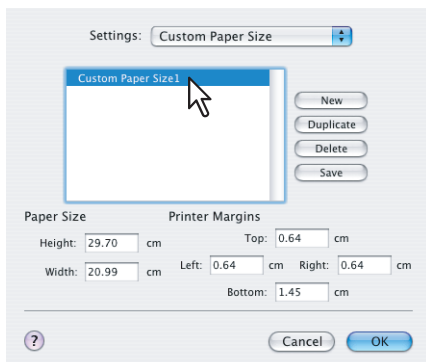 Settings: Custom Paper Size
Custom Paper Size1
New
Duplicate
Delete
Save
Paper Size
Printer Margins
Height: 29.70 cm
Top: 0.64 cm
Width: 20.99 cm
Left: 0.64 cm Right: 0.64 cm
Bottom: 1.45 cm
?
Cancel OK